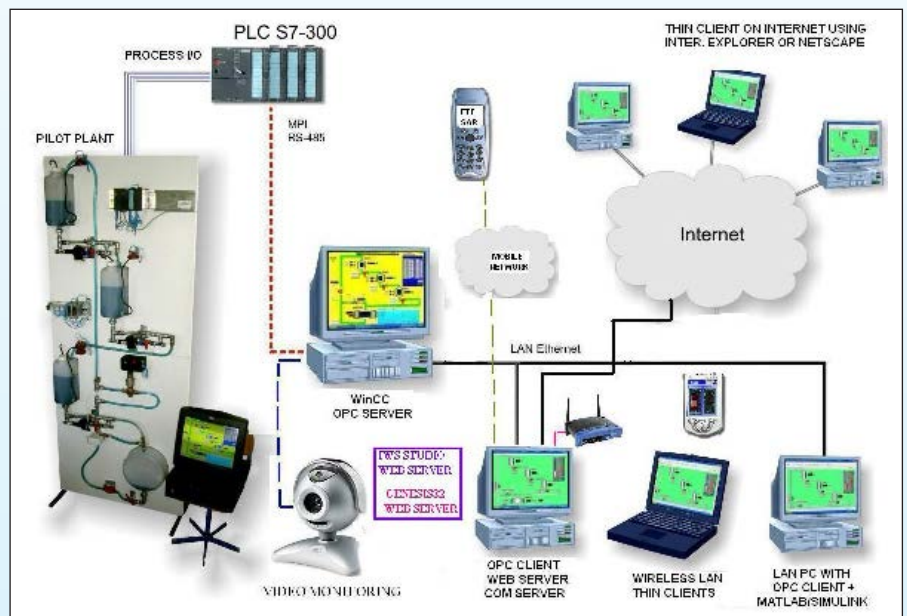 PLC S7-300
THIN CLIENT ON INTERNET USING
INTER. EXPLORER OR NETSCAPE
PROCESS I/O
MPI
RS-485
PILOT PLANT
Internet
MOBILE
NETWORK
LAN Ethernet
WinCC
OPC SERVER
IWS STUDIO
WEB SERVER
GENESIS32
WEB SERVER
VIDEO MONITORING
OPC CLIENT
WEB SERVER
COM SERVER
WIRELESS LAN
THIN CLIENTS
LAN PC WITH
OPC CLIENT +
MATLAB/SIMULINK